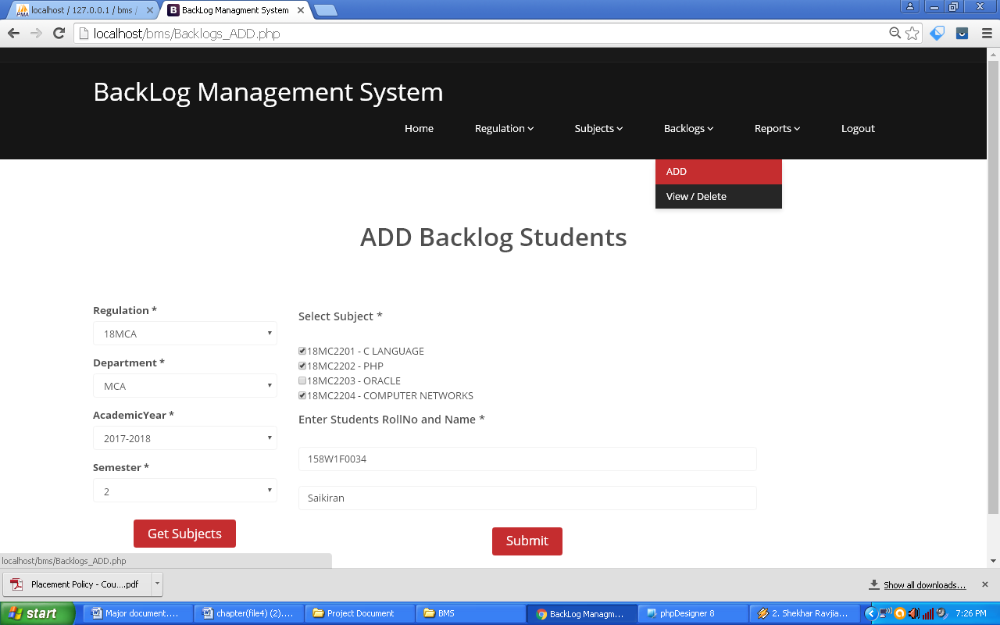 localhost / 127.0.0.1 / bms /
BackLog Managment System
localhost/bms/Backlogs_ADD.php
BackLog Management System
Home Regulation Subjects Backlogs Reports Logout
ADD
View / Delete
ADD Backlog Students
Regulation *
18MCA
Department *
MCA
AcademicYear *
2017-2018
Semester *
2
Get Subjects
Select Subject *
18MC2201 - C LANGUAGE
18MC2202 - PHP
18MC2203 - ORACLE
18MC2204 - COMPUTER NETWORKS
Enter Students RollNo and Name *
158W1F0034
Saikiran
Submit
localhost/bms/Backlogs_ADD.php
Placement Policy - Cou....pdf
Show all downloads...
start
Major document....
chapter(file4) (2)....
Project Document
BMS
BackLog Managm...
phpDesigner 8
2. Shekhar Ravjia...
7:26 PM